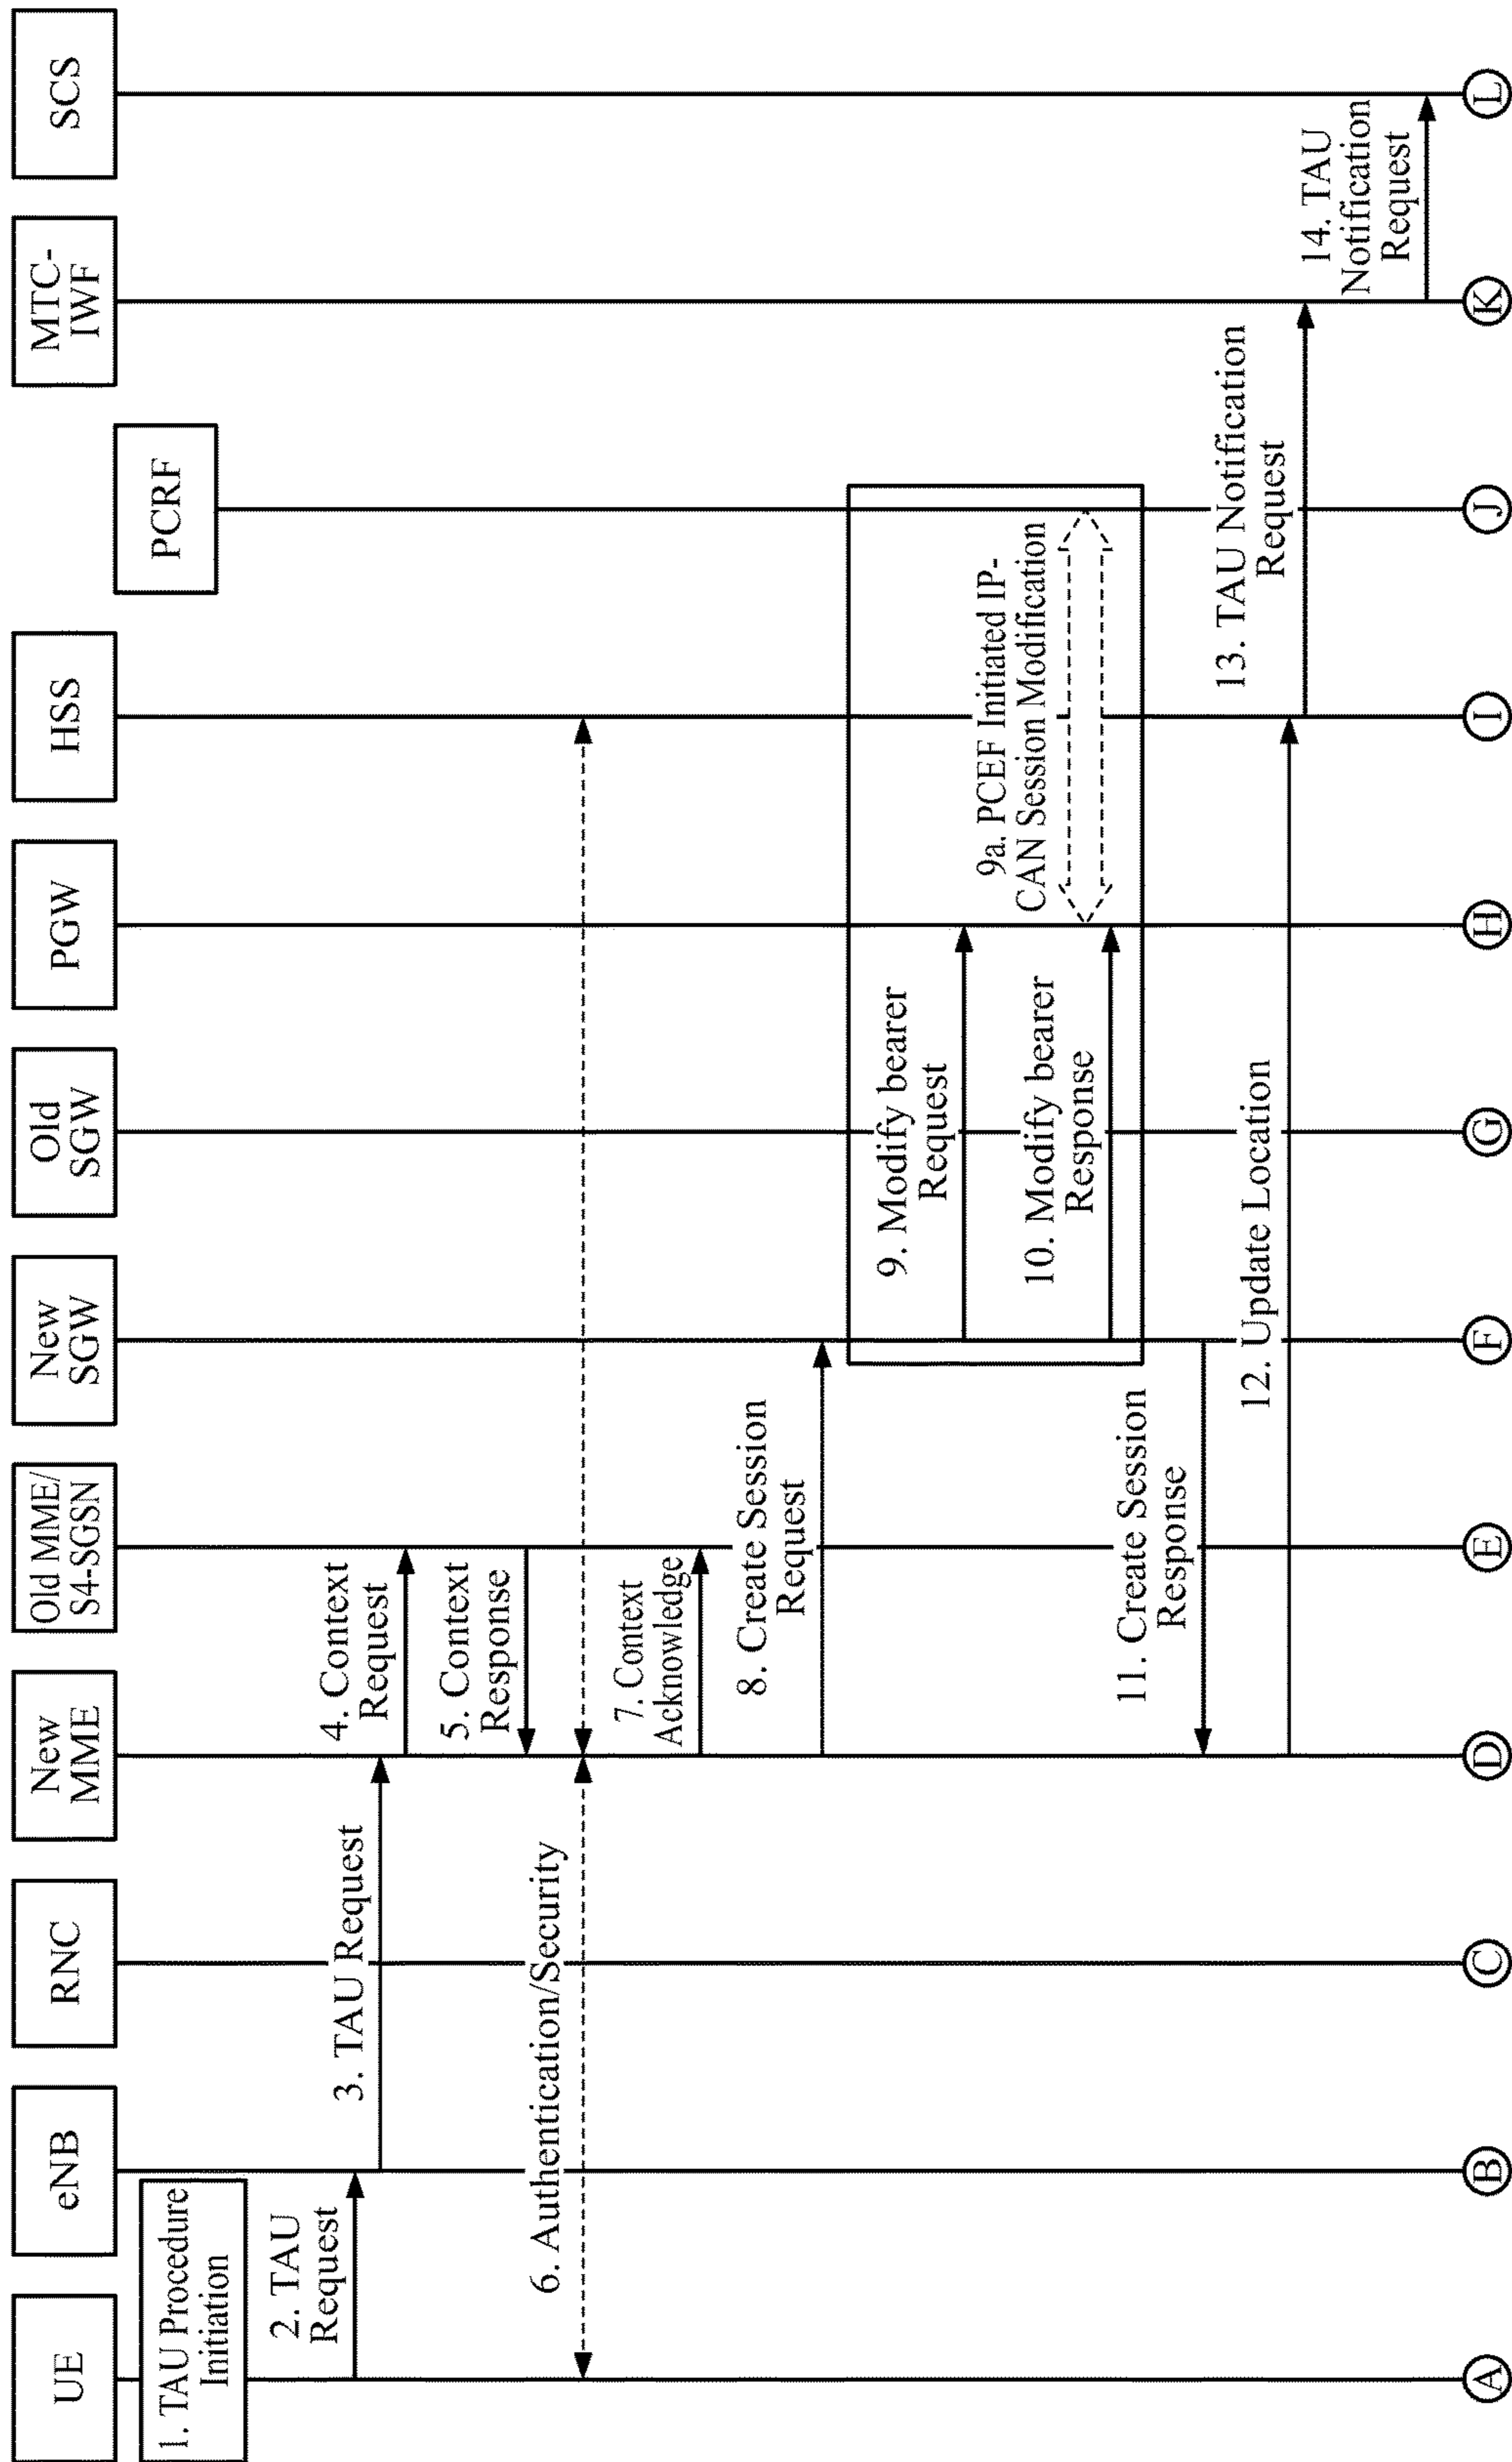 UE
eNB
RNC
New
MME
Old MME/
S4-SGSN
New
SGW
Old
SGW
PGW
HSS
PCRF
MTC-
IWF
SCS
1. TAU Procedure
Initiation
2. TAU
Request
3. TAU Request
4. Context
Request
5. Context
Response
6. Authentication/Security
7. Context
Acknowledge
8. Create Session
Request
9. Modify bearer
Request
9a. PCEF Initiated IP-
CAN Session Modification
10. Modify bearer
Response
11. Create Session
Response
12. Update Location
13. TAU Notification
Request
14. TAU
Notification
Request
A
B
C
D
E
F
G
H
I
J
K
L